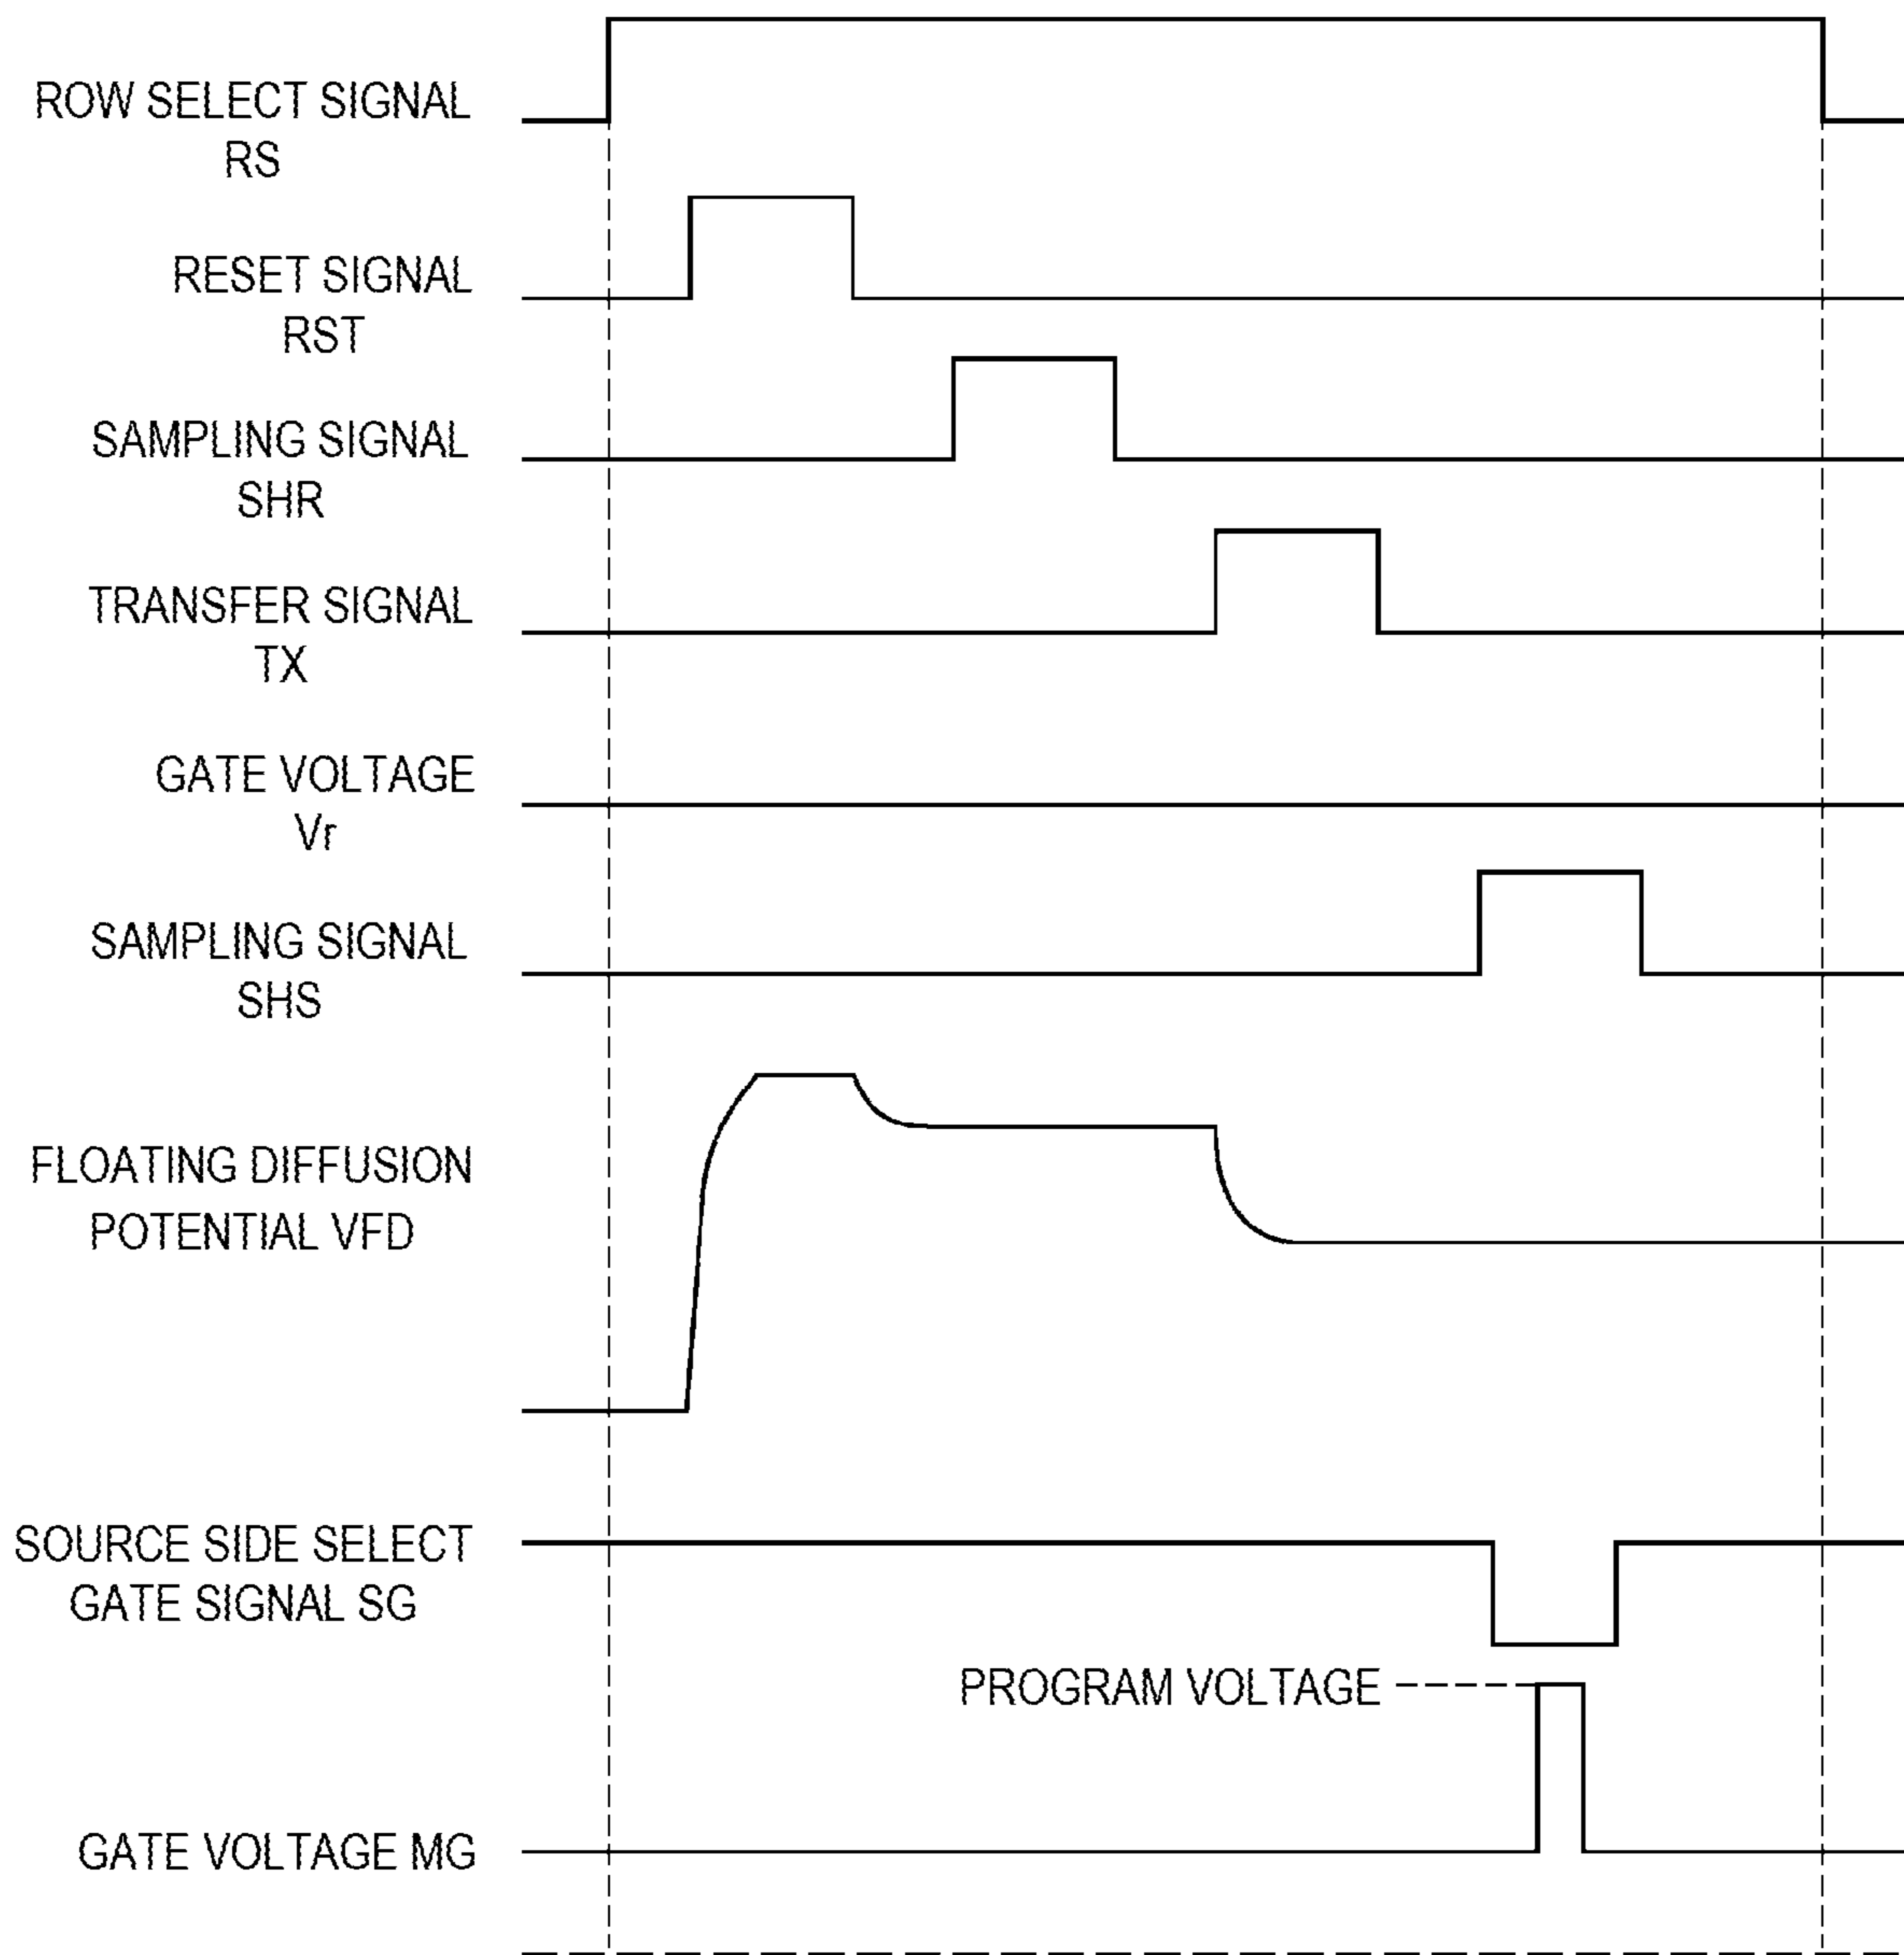 ROW SELECT SIGNAL
RS
RESET SIGNAL
RST
SAMPLING SIGNAL
SHR
TRANSFER SIGNAL
TX
GATE VOLTAGE
Vr
SAMPLING SIGNAL
SHS
FLOATING DIFFUSION
POTENTIAL VFD
SOURCE SIDE SELECT
GATE SIGNAL SG
PROGRAM VOLTAGE
GATE VOLTAGE MG